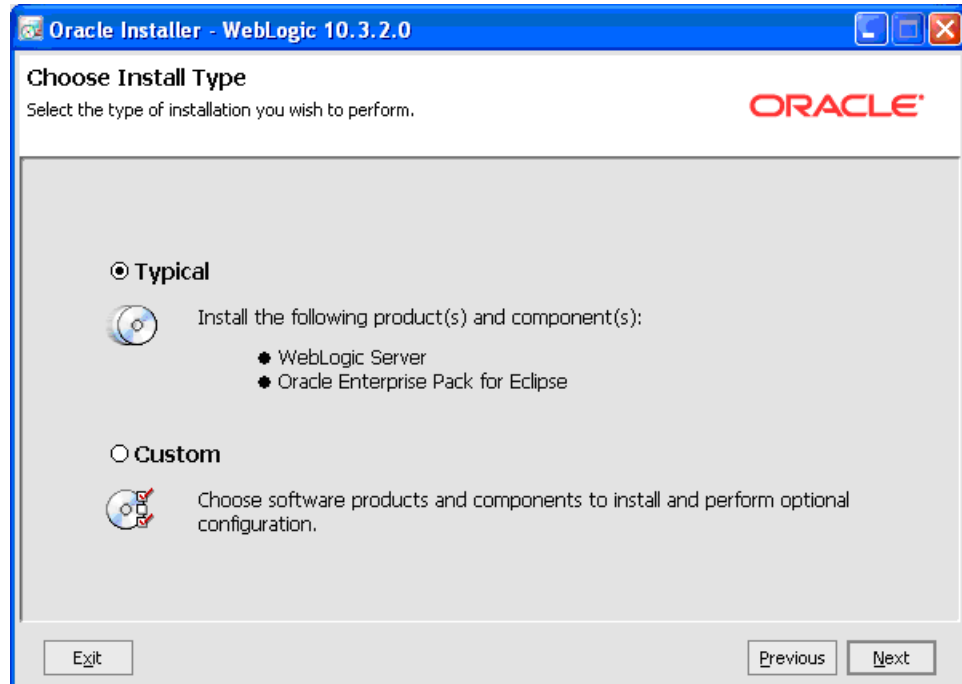 Oracle Installer - WebLogic 10.3.2.0
Choose Install Type
Select the type of installation you wish to perform.
ORACLE
Typical
Install the following product(s) and component(s):
● WebLogic Server
● Oracle Enterprise Pack for Eclipse
Custom
Choose software products and components to install and perform optional
configuration.
Exit
Previous
Next